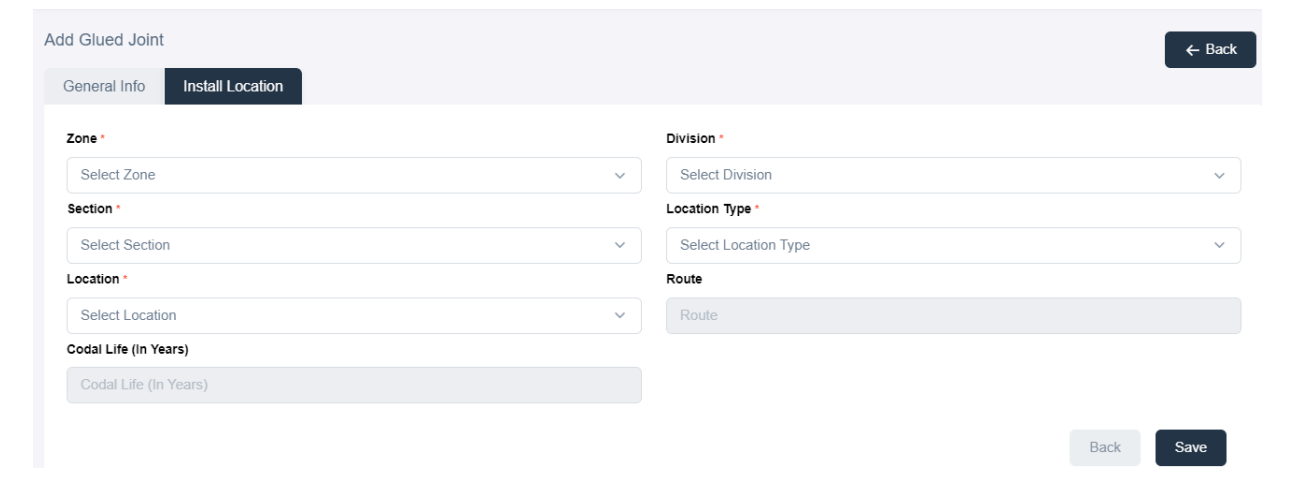 Add Glued Joint
← Back
General Info
Install Location
Zone *
Division *
Select Zone
Select Division
Section *
Location Type *
Select Section
Select Location Type
Location *
Route
Select Location
Route
Codal Life (In Years)
Codal Life (In Years)
Back
Save